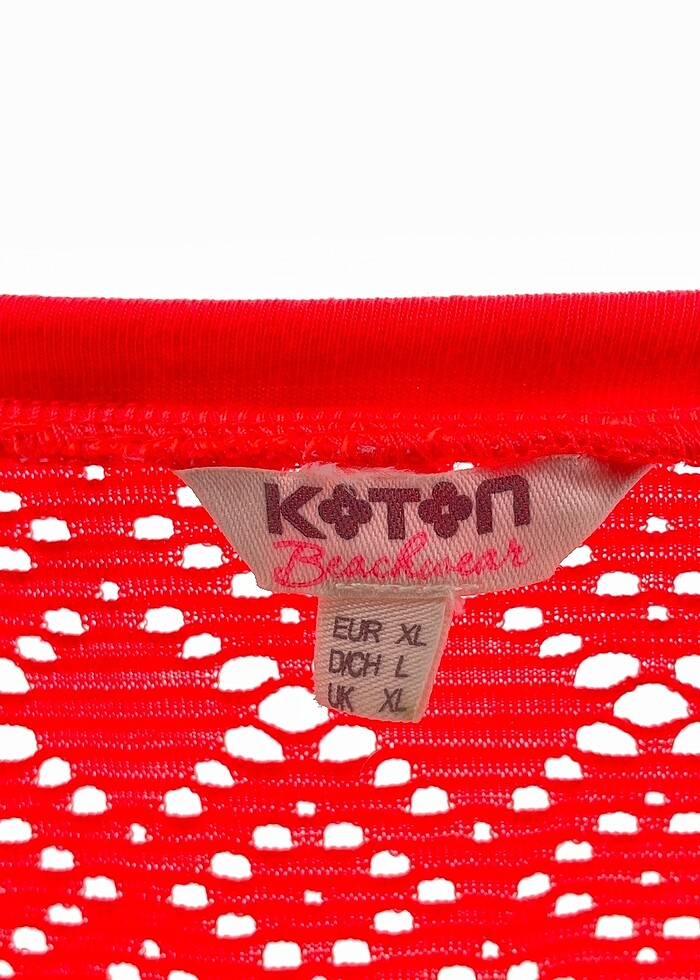 KOTON
Beachwear
EUR XL
D/CH L
UK XL